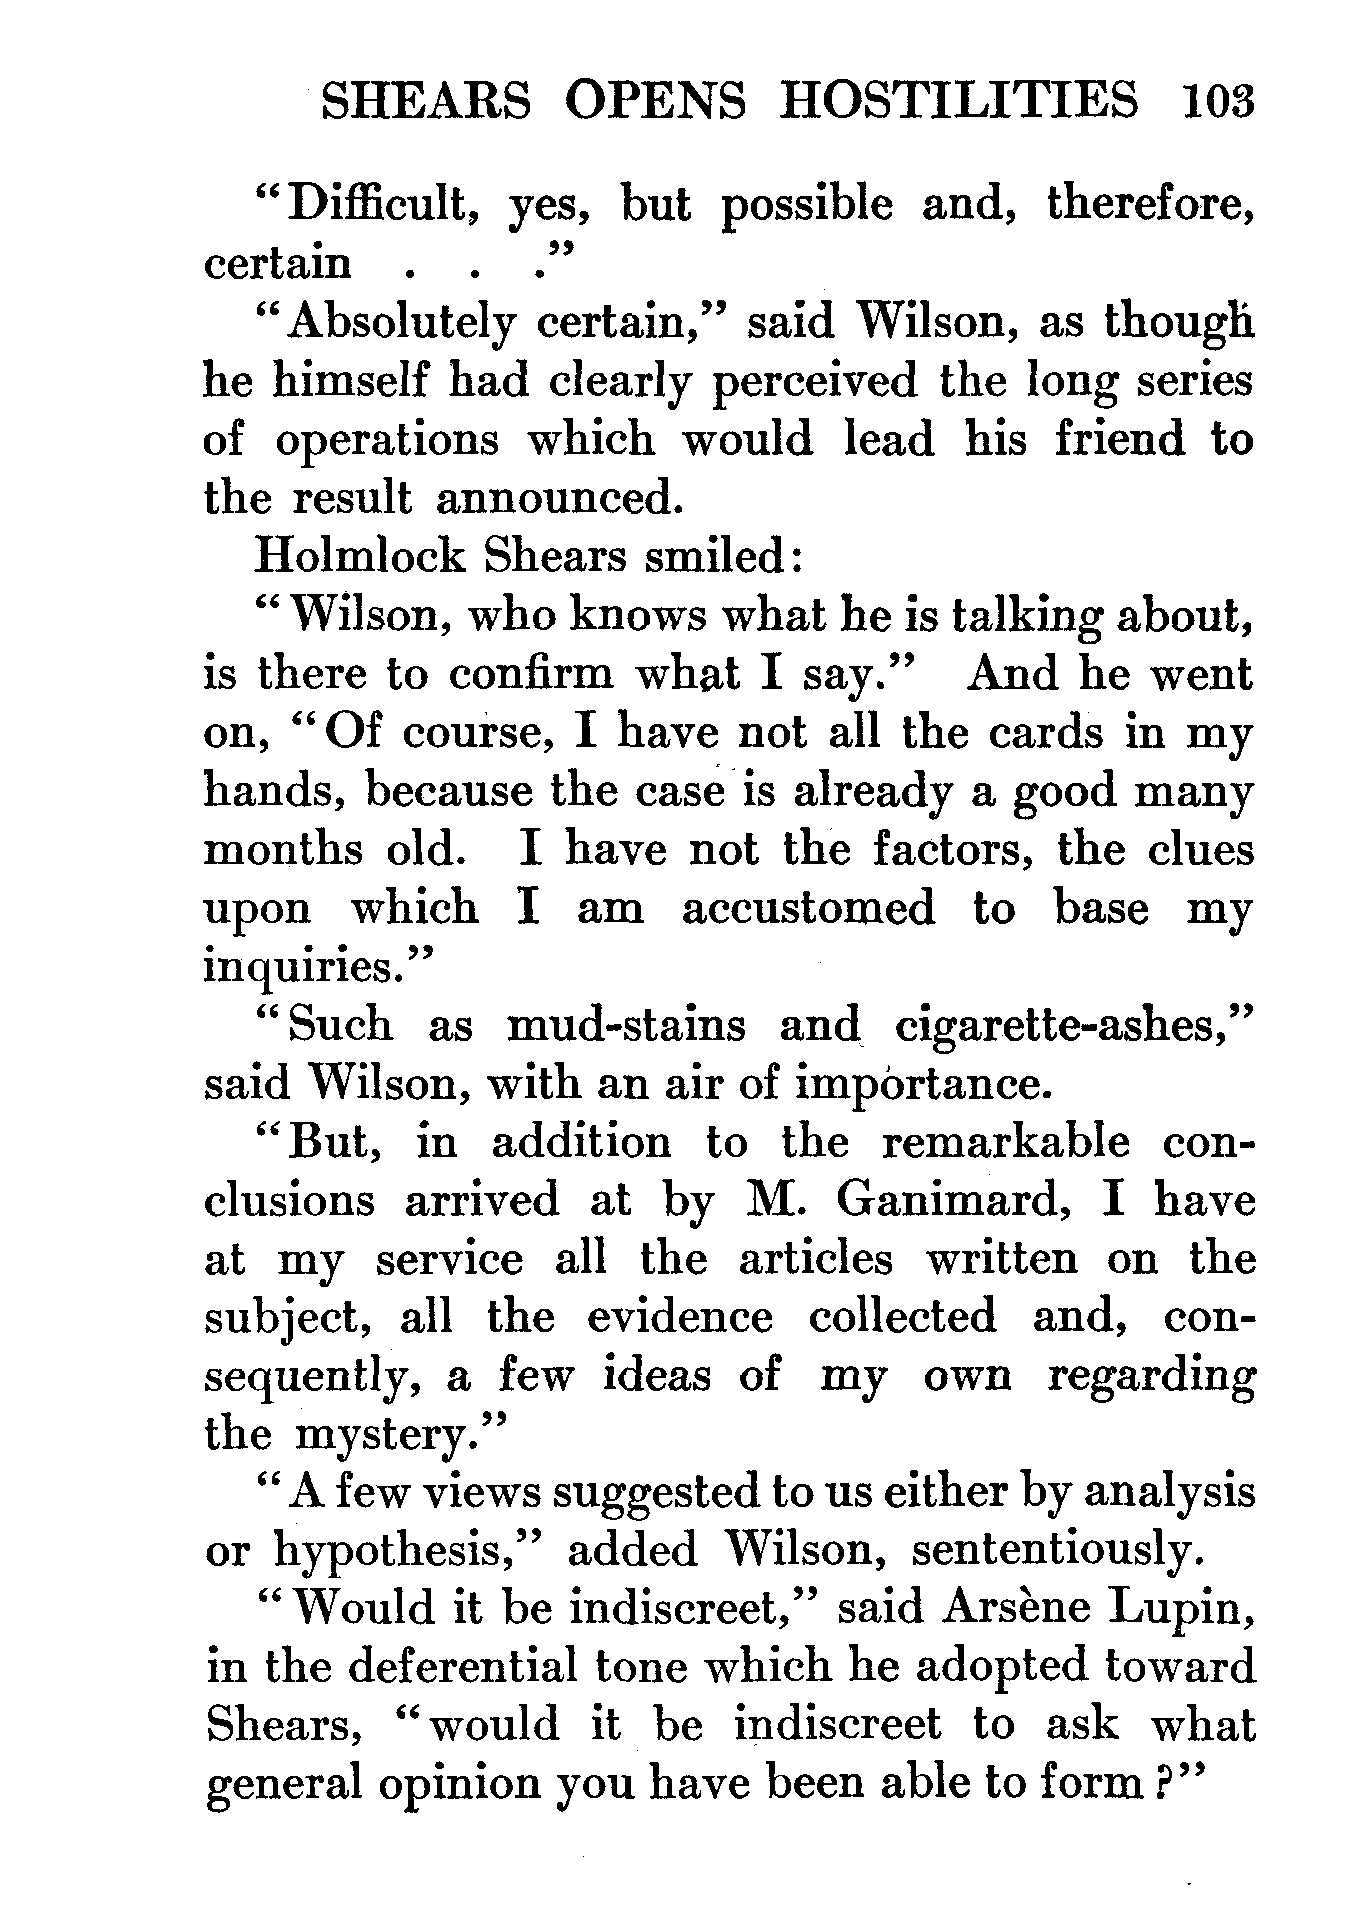 SHEARS OPENS HOSTILITIES 103
“Difficult, yes, but possible and, therefore,
certain . . .”
“Absolutely certain,” said Wilson, as though
he himself had clearly perceived the long series
of operations which would lead his friend to
the result announced.
Holmlock Shears smiled:
“Wilson, who knows what he is talking about,
is there to confirm what I say.” And he went
on, “Of course, I have not all the cards in my
hands, because the case is already a good many
months old. I have not the factors, the clues
upon which I am accustomed to base my
inquiries.”
“Such as mud-stains and cigarette-ashes,”
said Wilson, with an air of importance.
“But, in addition to the remarkable con-
clusions arrived at by M. Ganimard, I have
at my service all the articles written on the
subject, all the evidence collected and, con-
sequently, a few ideas of my own regarding
the mystery.”
“A few views suggested to us either by analysis
or hypothesis,” added Wilson, sententiously.
“Would it be indiscreet,” said Arsène Lupin,
in the deferential tone which he adopted toward
Shears, “would it be indiscreet to ask what
general opinion you have been able to form?”